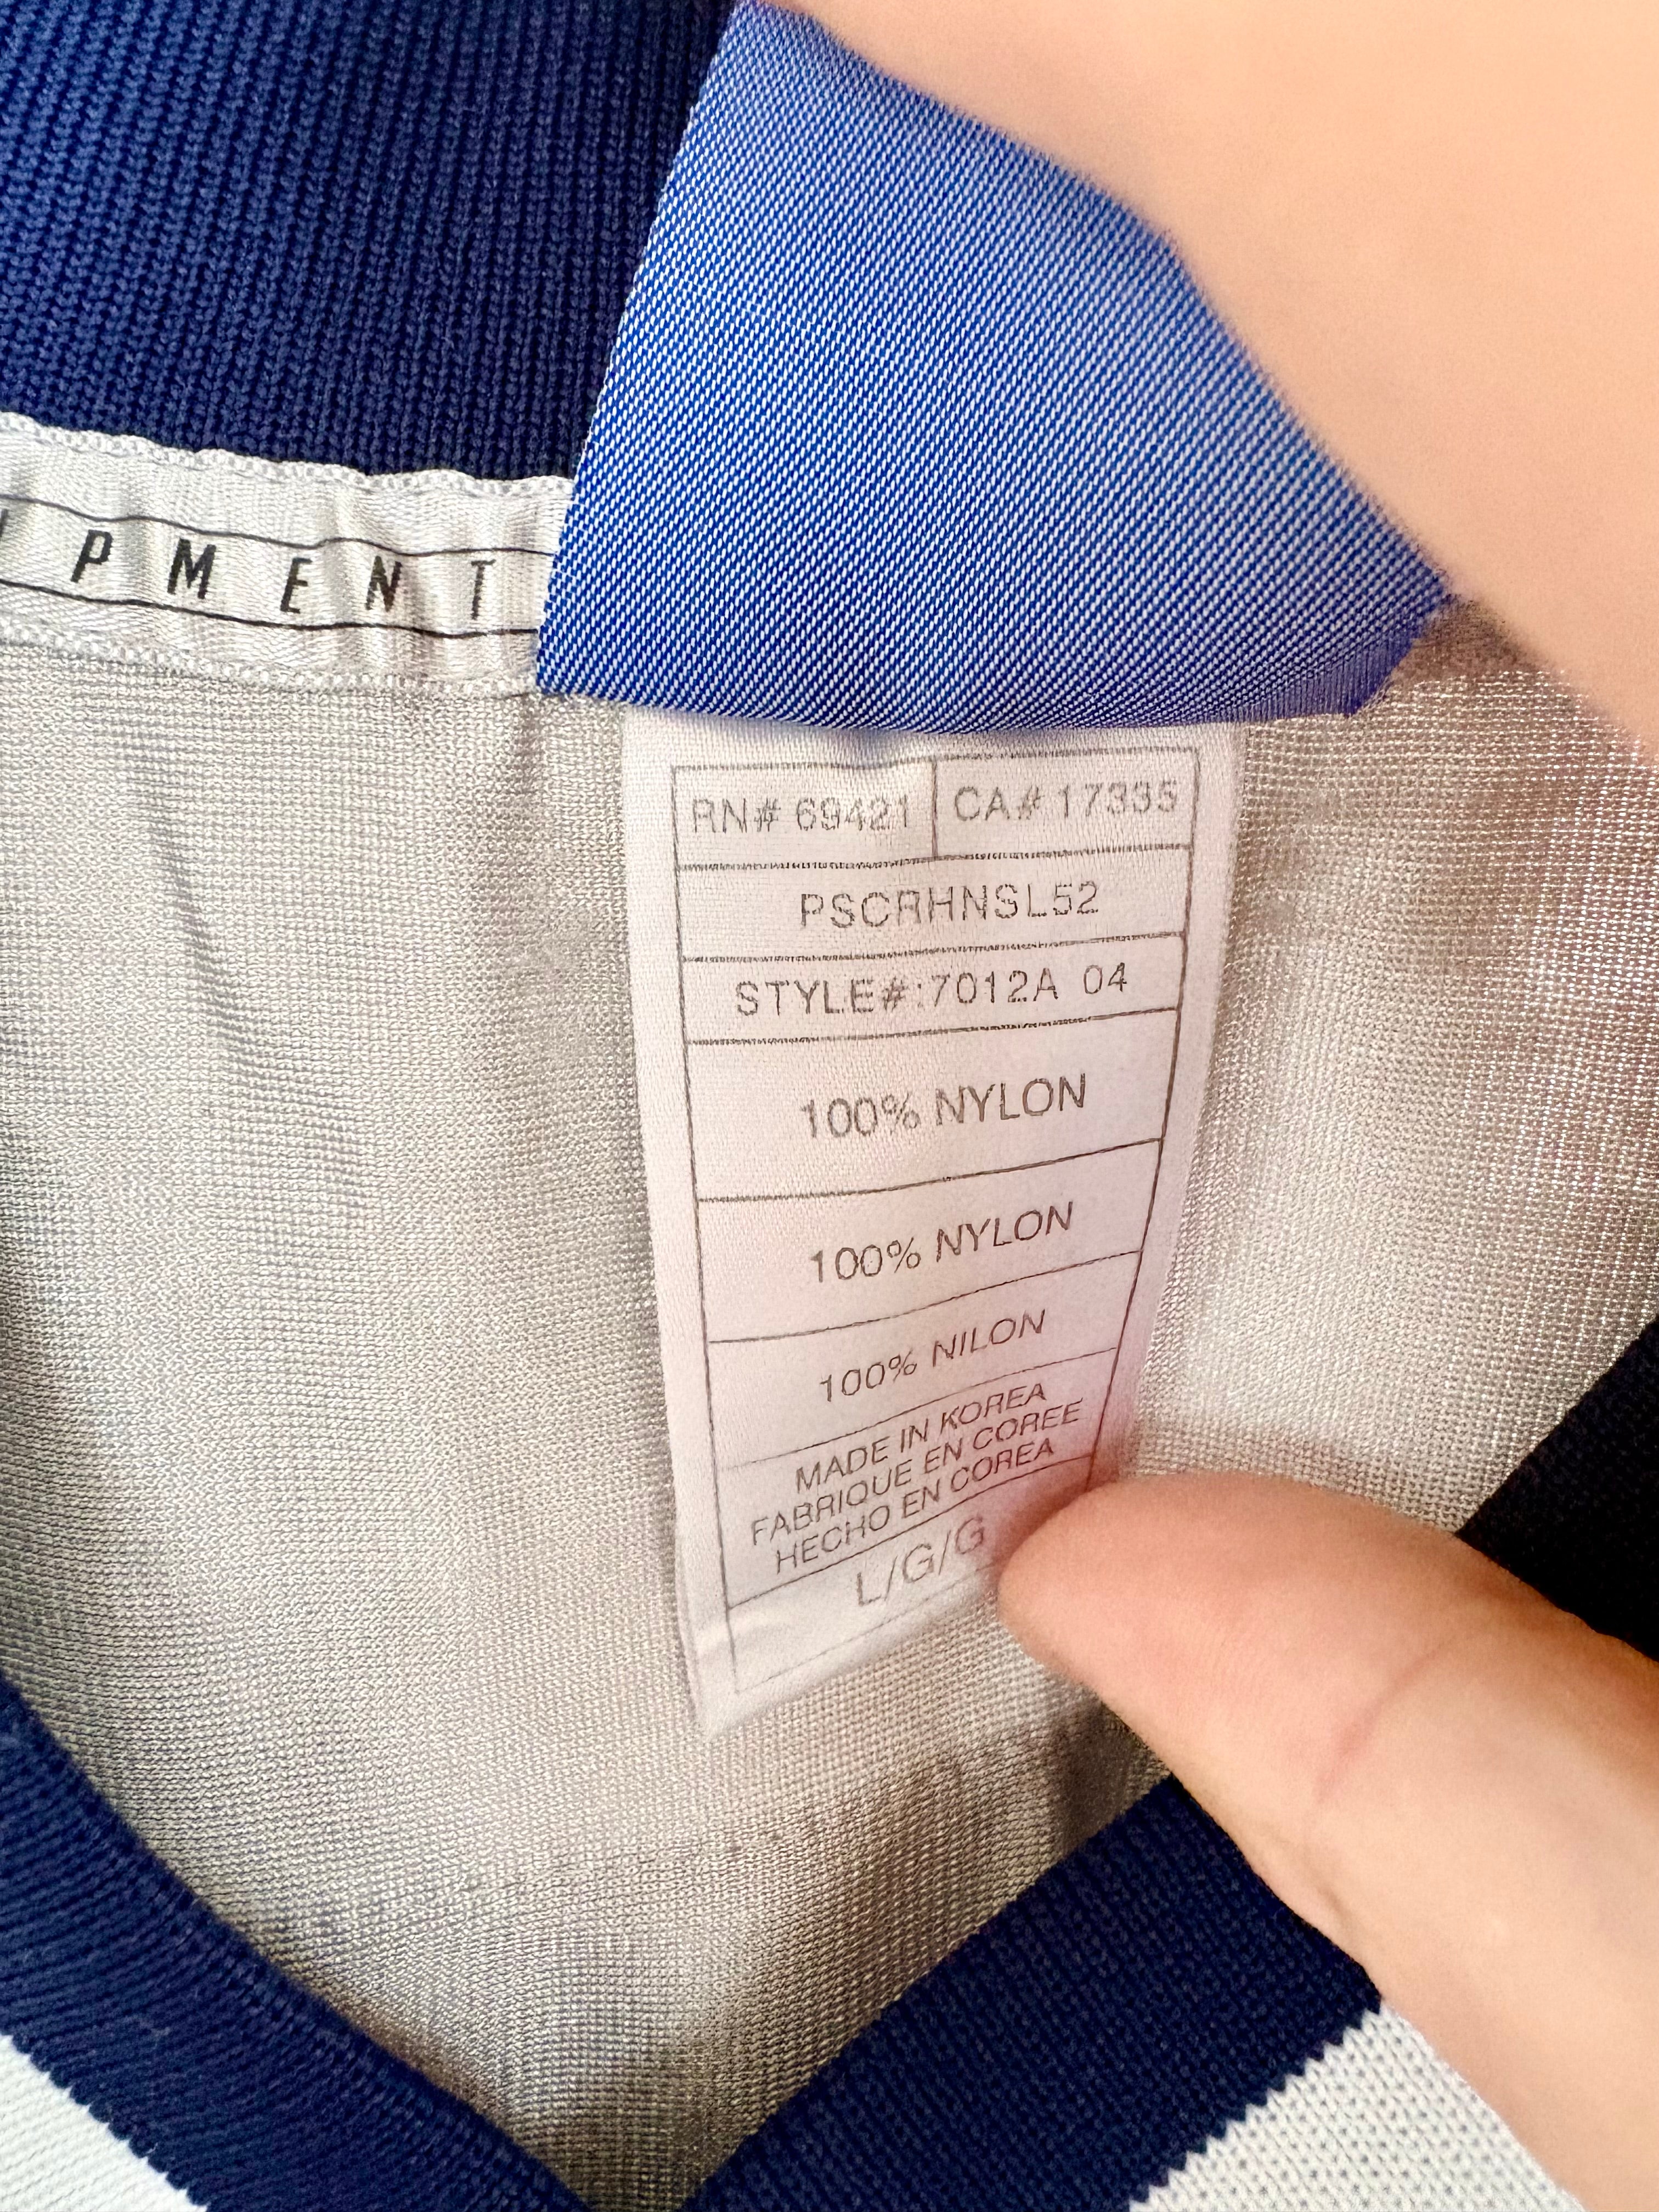 PMENT
RN# 69421 CA# 17335
PSCRHNSL52
STYLE#:7012A 04
100% NYLON
100% NYLON
100% NILON
MADE IN KOREA
FABRIQUE EN COREE
HECHO EN COREA
L/G/G